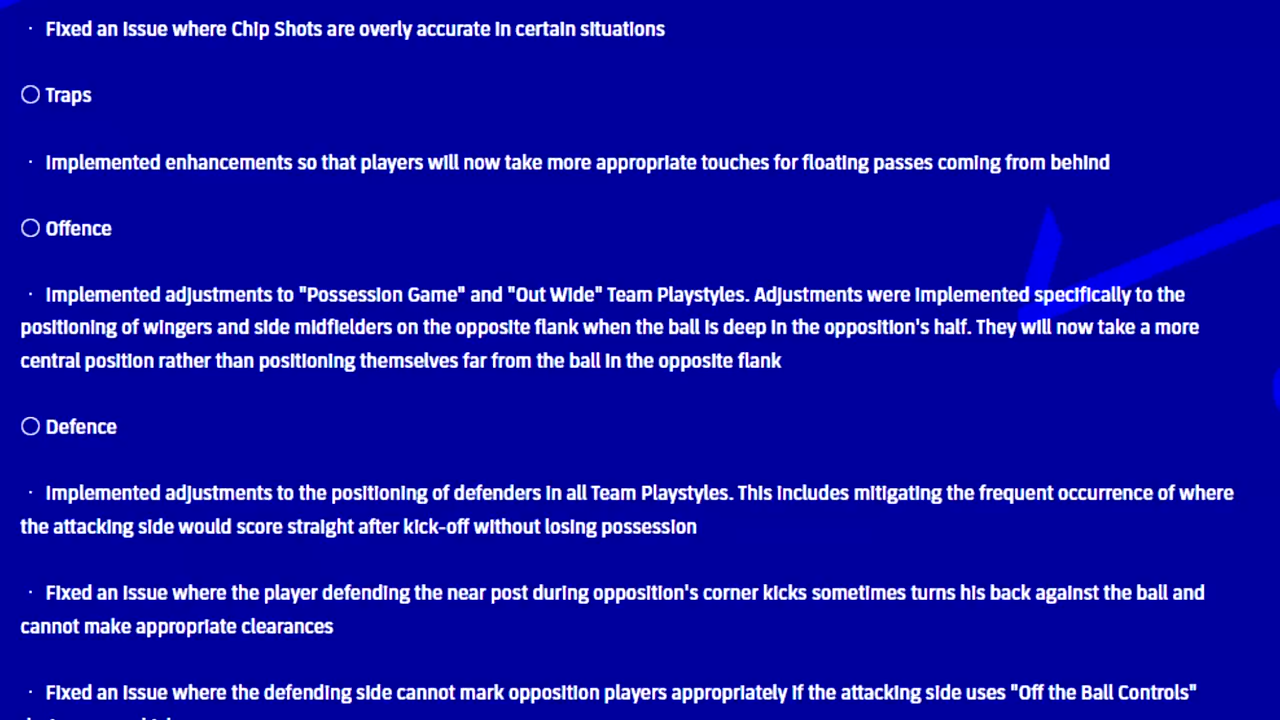 · Fixed an issue where Chip Shots are overly accurate in certain situations
○ Traps
· Implemented enhancements so that players will now take more appropriate touches for floating passes coming from behind
○ Offence
· Implemented adjustments to "Possession Game" and "Out Wide" Team Playstyles. Adjustments were implemented specifically to the
positioning of wingers and side midfielders on the opposite flank when the ball is deep in the opposition's half. They will now take a more
central position rather than positioning themselves far from the ball in the opposite flank
○ Defence
· Implemented adjustments to the positioning of defenders in all Team Playstyles. This includes mitigating the frequent occurrence of where
the attacking side would score straight after kick-off without losing possession
· Fixed an issue where the player defending the near post during opposition's corner kicks sometimes turns his back against the ball and
cannot make appropriate clearances
· Fixed an issue where the defending side cannot mark opposition players appropriately if the attacking side uses "Off the Ball Controls"